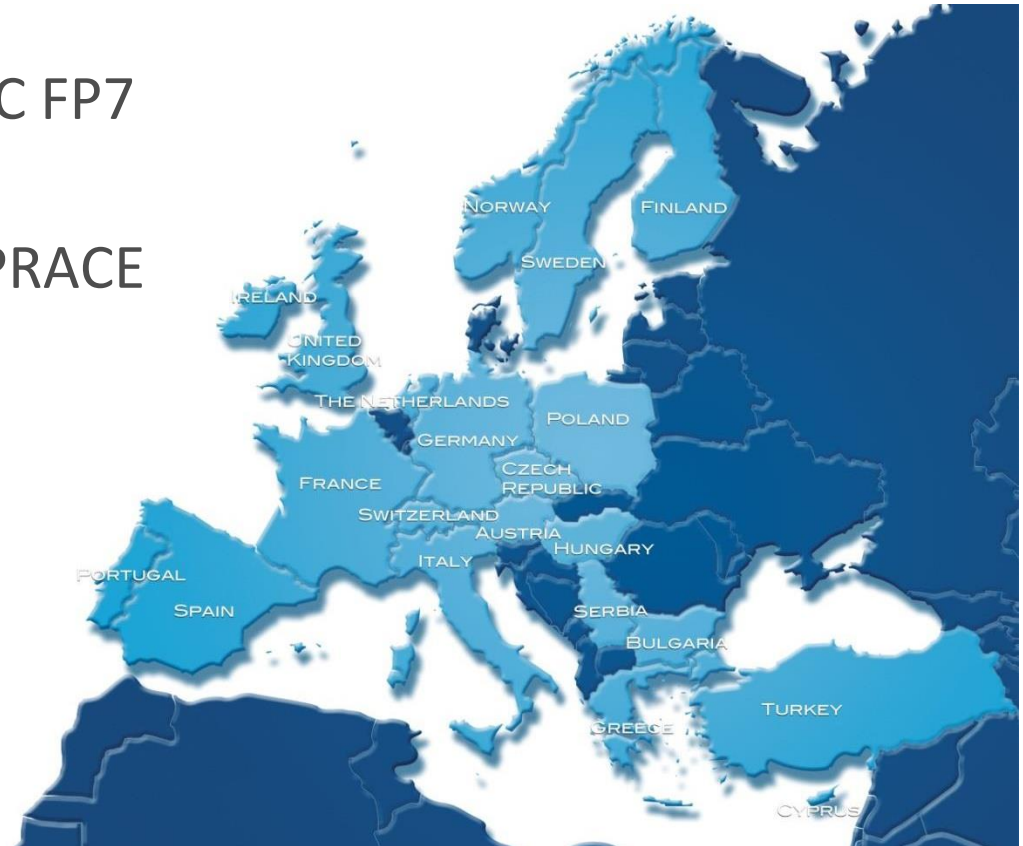 C FP7
PRACE
NORWAY
FINLAND
SWEDEN
IRELAND
UNITED
KINGDOM
THE NETHERLANDS
POLAND
GERMANY
CZECH
REPUBLIC
FRANCE
SWITZERLAND
AUSTRIA
HUNGARY
ITALY
PORTUGAL
SPAIN
SERBIA
BULGARIA
TURKEY
GREECE
CYPRUS